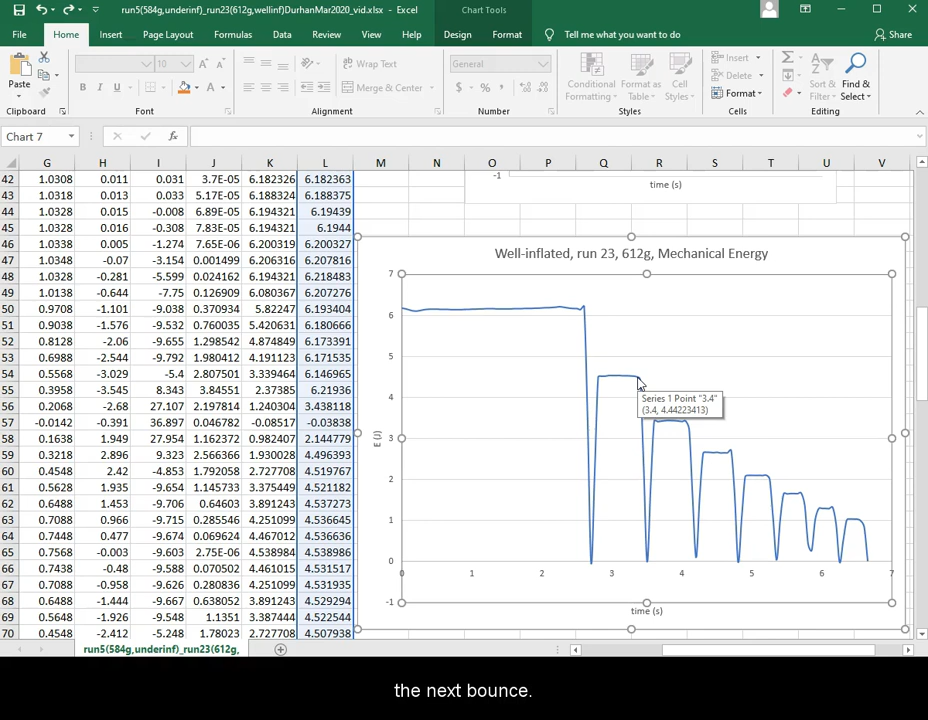 run5(584g,underinf)_run23(612g,wellinf)DurhanMar2020_vid.xlsx - Excel
Chart Tools
File Home Insert Page Layout Formulas Data Review View Help Design Format Tell me what you want to do Share
Paste
10
Wrap Text
Merge & Center
General
Conditional Formatting
Format as Table
Cell Styles
Insert
Delete
Format
Sort & Filter
Find & Select
Clipboard Font Alignment Number Styles Cells Editing
Chart 7
fx
G H I J K L M N O P Q R S T U V
42 1.0308 0.011 0.031 3.7E-05 6.182326 6.182363
43 1.0318 0.013 0.033 5.17E-05 6.188324 6.188375
44 1.0328 0.015 -0.008 6.89E-05 6.194321 6.19439
45 1.0328 0.016 -0.308 7.83E-05 6.194321 6.1944
46 1.0338 0.005 -1.274 7.65E-06 6.200319 6.200327
47 1.0348 -0.07 -3.154 0.001499 6.206316 6.207816
48 1.0328 -0.281 -5.599 0.024162 6.194321 6.218483
49 1.0138 -0.644 -7.75 0.126909 6.080367 6.207276
50 0.9708 -1.101 -9.038 0.370934 5.82247 6.193404
51 0.9038 -1.576 -9.532 0.760035 5.420631 6.180666
52 0.8128 -2.06 -9.655 1.298542 4.874849 6.173391
53 0.6988 -2.544 -9.792 1.980412 4.191123 6.171535
54 0.5568 -3.029 -5.4 2.807501 3.339464 6.146965
55 0.3958 -3.545 8.343 3.84551 2.37385 6.21936
56 0.2068 -2.68 27.107 2.197814 1.240304 3.438118
57 -0.0142 -0.391 36.897 0.046782 -0.08517 -0.03838
58 0.1638 1.949 27.954 1.162372 0.982407 2.144779
59 0.3218 2.896 9.323 2.566366 1.930028 4.496393
60 0.4548 2.42 -4.853 1.792058 2.727708 4.519767
61 0.5628 1.935 -9.654 1.145733 3.375449 4.521182
62 0.6488 1.453 -9.706 0.64603 3.891243 4.537273
63 0.7088 0.966 -9.715 0.285546 4.251099 4.536645
64 0.7448 0.477 -9.674 0.069624 4.467012 4.536636
65 0.7568 -0.003 -9.603 2.75E-06 4.538984 4.538986
66 0.7438 -0.48 -9.588 0.070502 4.461015 4.531517
67 0.7088 -0.958 -9.626 0.280836 4.251099 4.531935
68 0.6488 -1.444 -9.667 0.638052 3.891243 4.529294
69 0.5648 -1.926 -9.548 1.1351 3.387444 4.522544
70 0.4548 -2.412 -5.248 1.78023 2.727708 4.507938
-1
time (s)
Well-inflated, run 23, 612g, Mechanical Energy
7
6
5
4
3
2
1
0
-1
E (J)
0 1 2 3 4 5 6 7
time (s)
Series 1 Point "3.4"
(3.4, 4.44223413)
run5(584g,underinf)_run23(612g,
the next bounce.